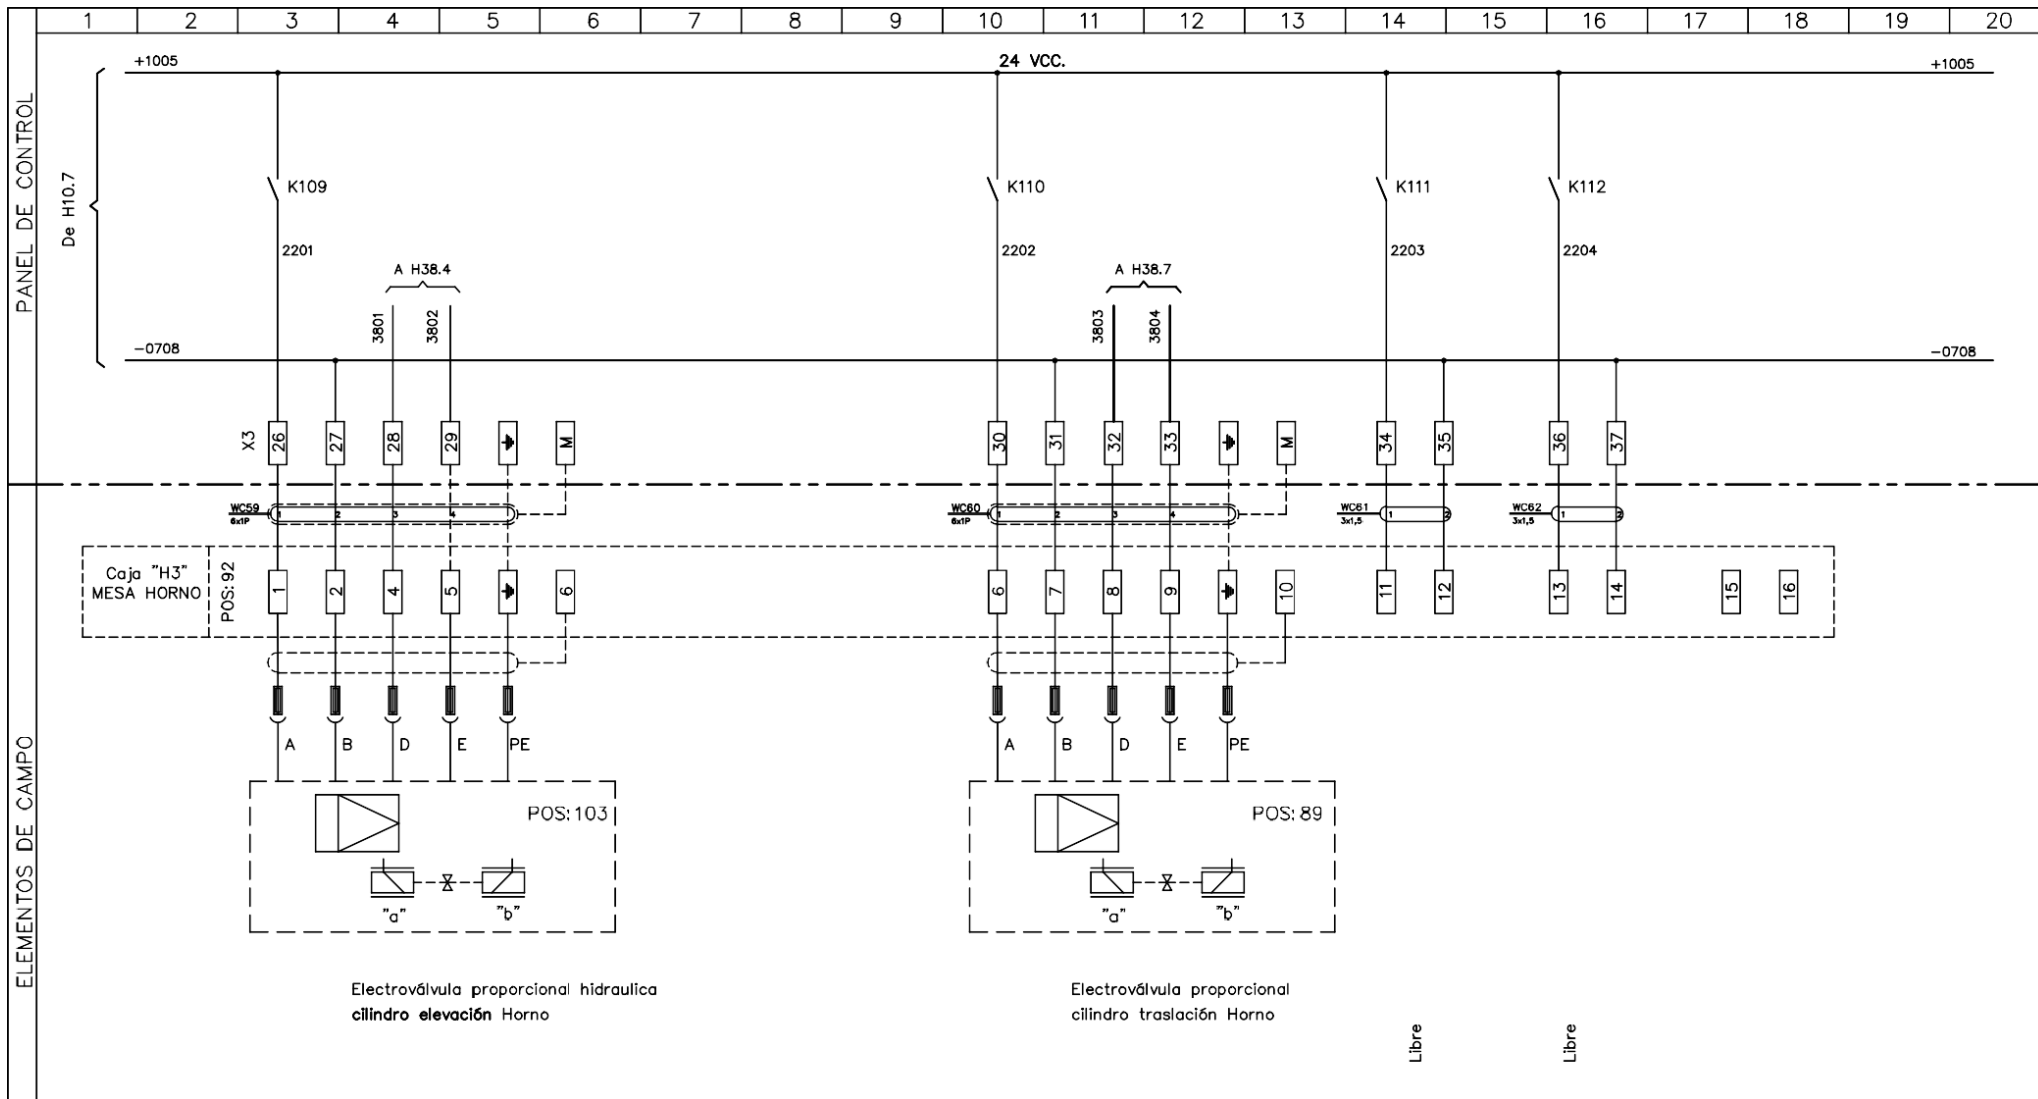 1 2 3 4 5 6 7 8 9 10 11 12 13 14 15 16 17 18 19 20
PANEL DE CONTROL
ELEMENTOS DE CAMPO
De H10.7
+1005 24 VCC. +1005
K109 K110 K111 K112
2201 2202 2203 2204
A H38.4 A H38.7
3801 3802 3803 3804
-0708 -0708
X3 26 27 28 29 M 30 31 32 33 M 34 35 36 37
WC59 1 2 3 4 WC60 1 2 3 4 WC61 1 2 WC62 1 2
6x1P 6x1P 3x1,5 3x1,5
Caja "H3"
MESA HORNO
POS:92
1 2 4 5 6 6 7 8 9 10 11 12 13 14 15 16
A B D E PE A B D E PE
POS:103 POS:89
"a" "b" "a" "b"
Electroválvula proporcional hidraulica
cilindro elevación Horno
Electroválvula proporcional
cilindro traslación Horno
Libre
Libre